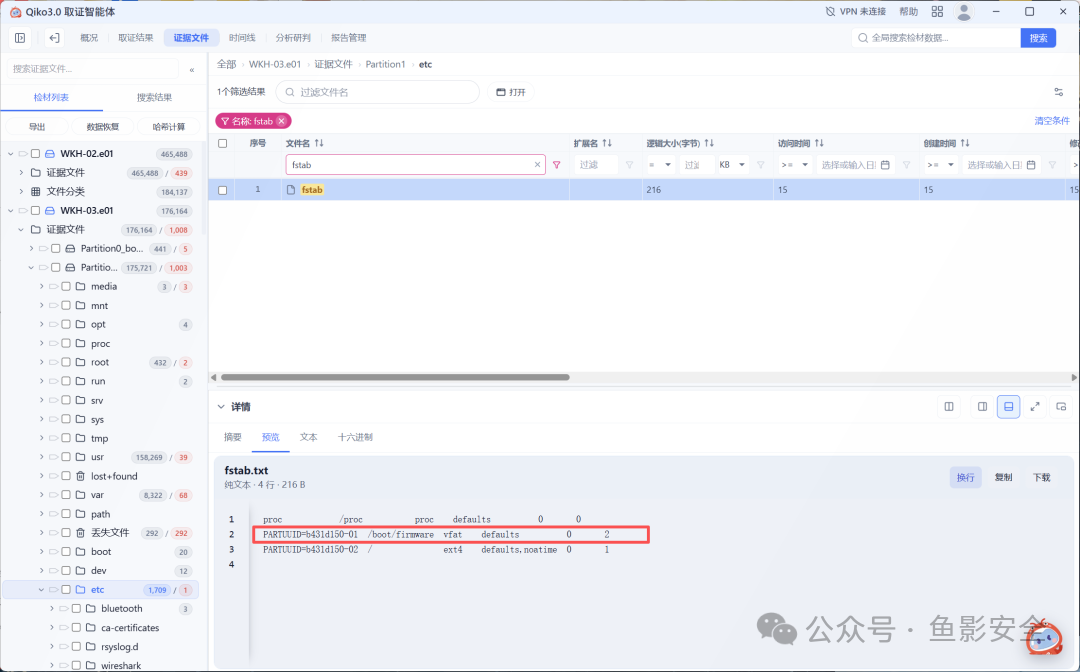 Qiko3.0 取证智能体
VPN 未连接
帮助
概况
取证结果
证据文件
时间线
分析研判
报告管理
全局搜索检材数据...
搜索
搜索证据文件...
«
检材列表
搜索结果
导出
数据恢复
哈希计算
WKH-02.e01 465,488
证据文件 465,488 / 439
文件分类 184,137
WKH-03.e01 176,164
证据文件 176,164 / 1,008
Partition0_bo... 441 / 5
Partitio... 175,721 / 1,003
media 3 / 3
mnt
opt 4
proc
root 432 / 2
run 2
srv
sys
tmp
usr 158,269 / 39
lost+found
var 8,322 / 68
path
丢失文件 292 / 292
boot 20
dev 12
etc 1,709 / 1
bluetooth 3
ca-certificates
rsyslog.d
wireshark
全部 › WKH-03.e01 › 证据文件 › Partition1 › etc
1个筛选结果
过滤文件名
打开
名称: fstab ×
清空条件
序号 文件名 扩展名 逻辑大小(字节) 访问时间 创建时间 修
fstab × 过滤 = 过滤 KB >= 选择或输入日期 >= 选择或输入日期 >
1 fstab 216 15 15 15
详情
摘要
预览
文本
十六进制
fstab.txt
纯文本 · 4 行 · 216 B
换行
复制
下载
1 proc /proc proc defaults 0 0
2 PARTUUID=b431d150-01 /boot/firmware vfat defaults 0 2
3 PARTUUID=b431d150-02 / ext4 defaults,noatime 0 1
4
公众号 · 鱼影安全